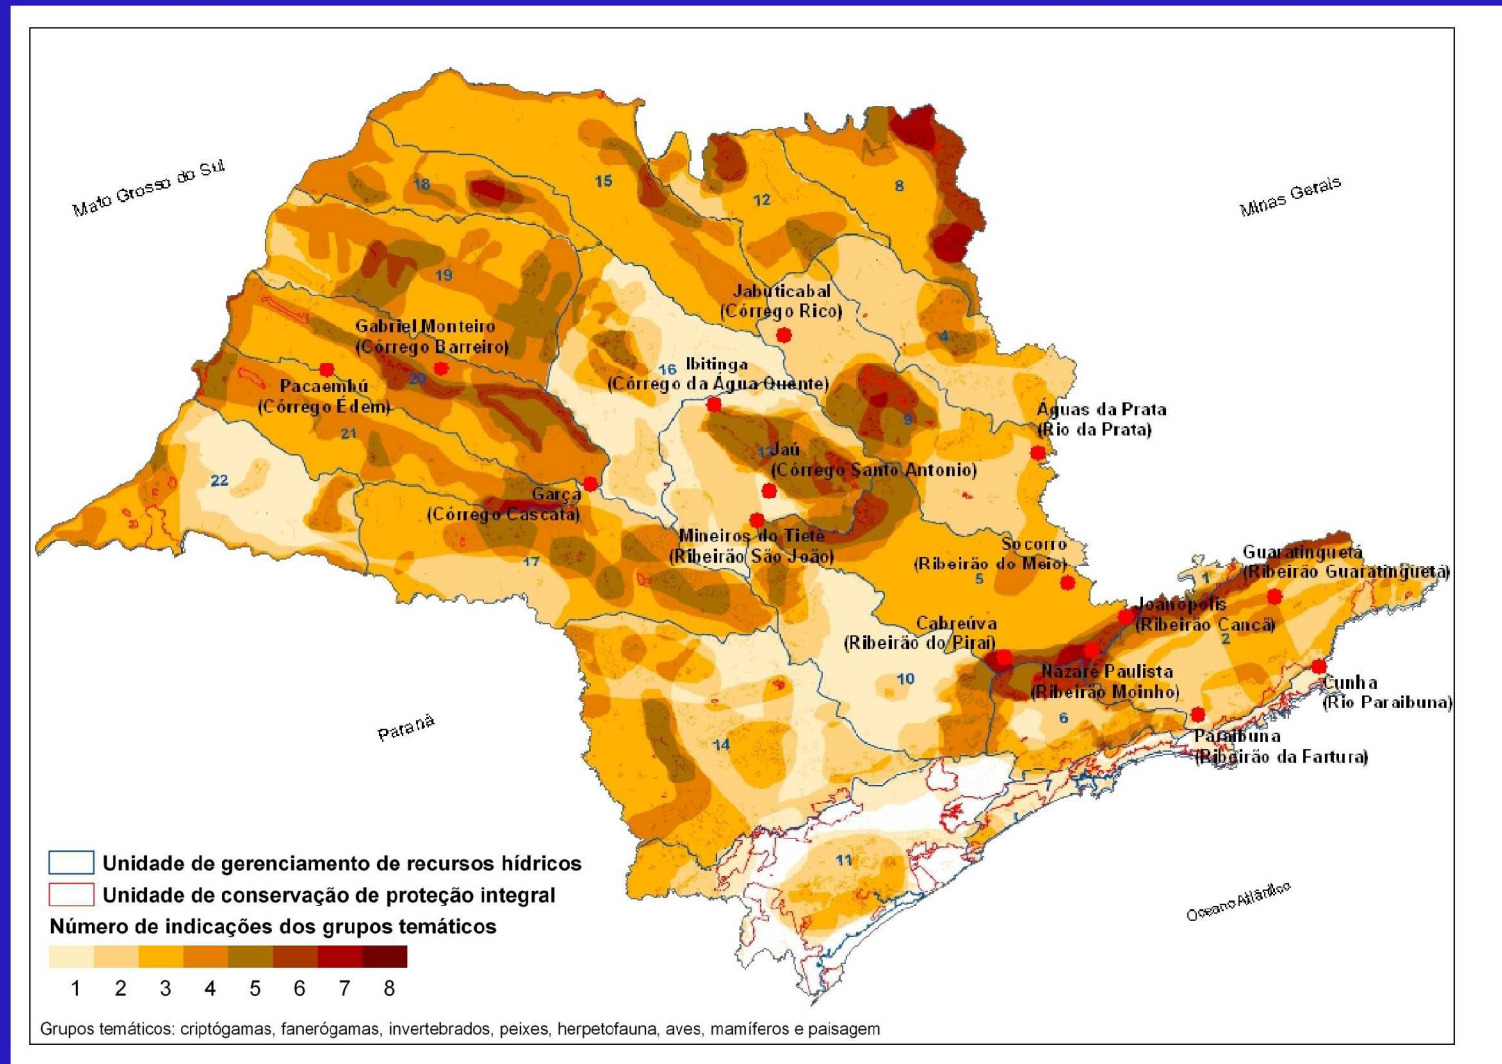 Mato Grosso do Sul
Minas Gerais
18
15
12
8
19
Jabuticabal
(Córrego Rico)
Gabriel Monteiro
(Córrego Barreiro)
4
16
Ibitinga
(Córrego da Água Quente)
20
Pacaembú
(Córrego Édem)
Águas da Prata
(Rio da Prata)
9
21
13
Jaú
(Córrego Santo Antonio)
22
Garça
(Córrego Cascata)
Mineiros do Tietê
(Ribeirão São João)
17
Socorro
(Ribeirão do Meio)
5
Guaratinguetá
(Ribeirão Guaratinguetá)
1
Joanópolis
(Ribeirão Cancã)
2
Cabreúva
(Ribeirão do Piraí)
Nazaré Paulista
(Ribeirão Moinho)
10
6
Cunha
(Rio Paraibuna)
Paraná
14
Paraibuna
(Ribeirão da Fartura)
7
11
Oceano Atlântico
Unidade de gerenciamento de recursos hídricos
Unidade de conservação de proteção integral
Número de indicações dos grupos temáticos
1 2 3 4 5 6 7 8
Grupos temáticos: criptógamas, fanerógamas, invertebrados, peixes, herpetofauna, aves, mamíferos e paisagem